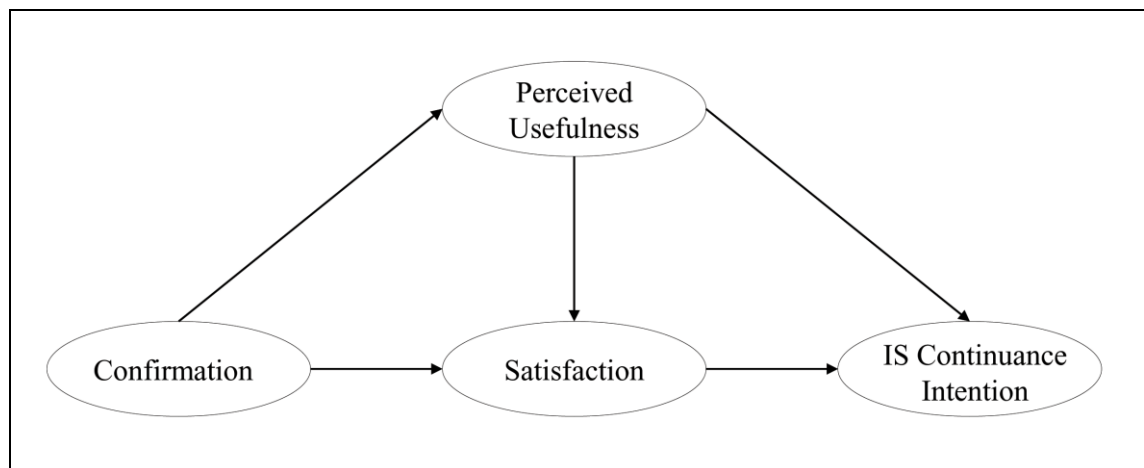 Perceived
Usefulness
Confirmation
Satisfaction
IS Continuance
Intention